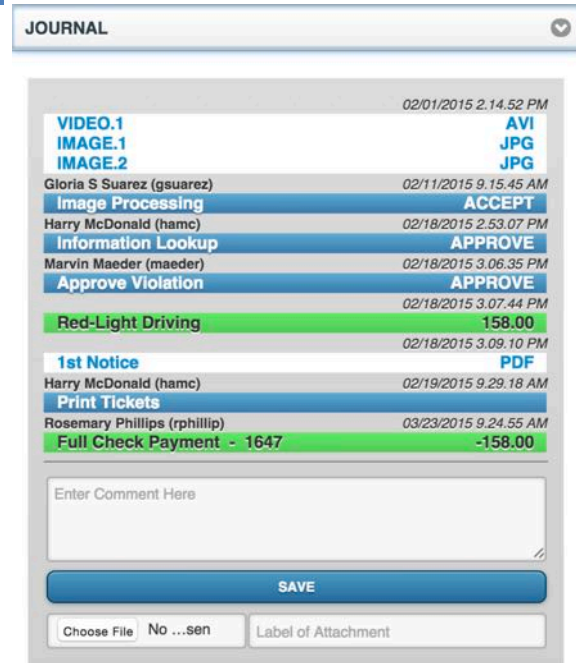 JOURNAL
02/01/2015 2.14.52 PM
VIDEO.1 AVI
IMAGE.1 JPG
IMAGE.2 JPG
Gloria S Suarez (gsuarez) 02/11/2015 9.15.45 AM
Image Processing ACCEPT
Harry McDonald (hamc) 02/18/2015 2.53.07 PM
Information Lookup APPROVE
Marvin Maeder (maeder) 02/18/2015 3.06.35 PM
Approve Violation APPROVE
02/18/2015 3.07.44 PM
Red-Light Driving 158.00
02/18/2015 3.09.10 PM
1st Notice PDF
Harry McDonald (hamc) 02/19/2015 9.29.18 AM
Print Tickets
Rosemary Phillips (rphillip) 03/23/2015 9.24.55 AM
Full Check Payment - 1647 -158.00
Enter Comment Here
SAVE
Choose File No ...sen Label of Attachment